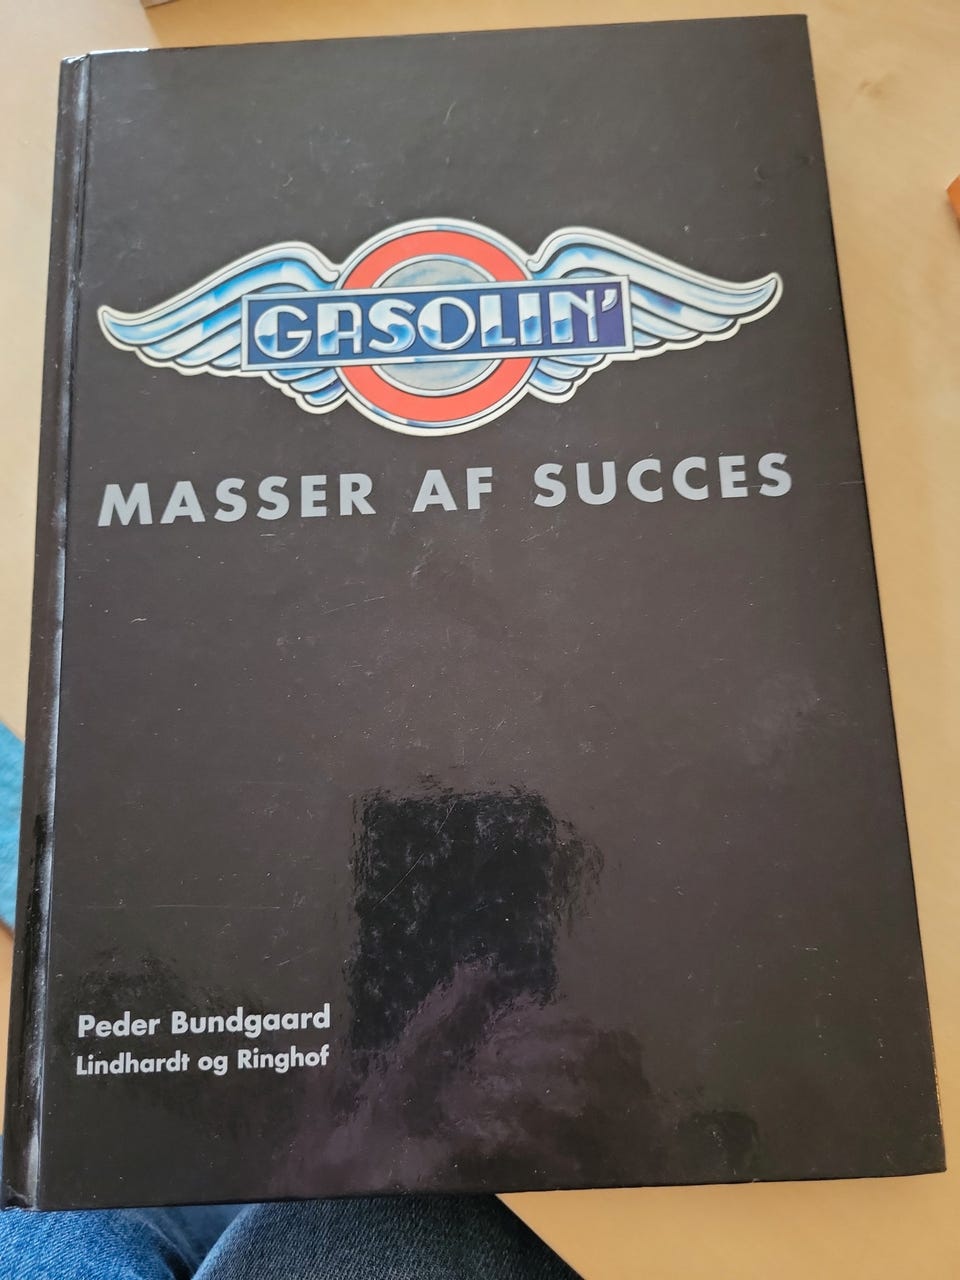 GASOLIN'
MASSER AF SUCCES
Peder Bundgaard
Lindhardt og Ringhof